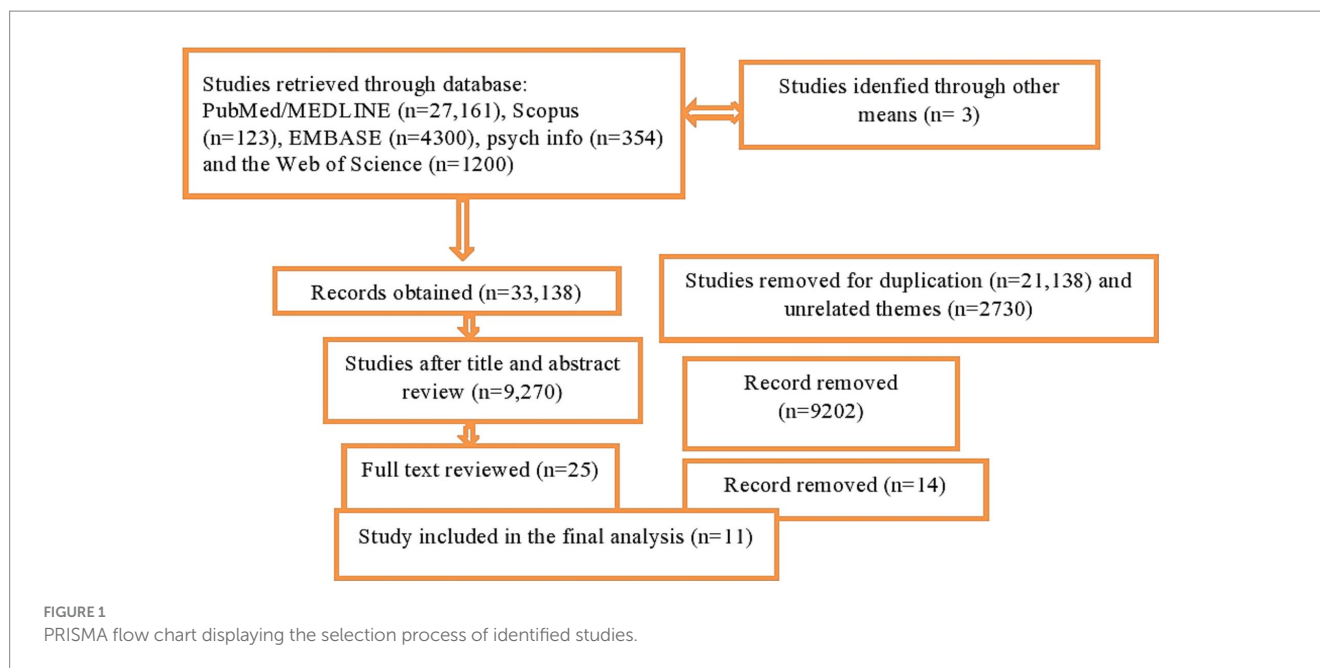 Studies retrieved through database:
PubMed/MEDLINE (n=27,161), Scopus
(n=123), EMBASE (n=4300), psych info (n=354)
and the Web of Science (n=1200)
Studies idenfied through other
means (n= 3)
Records obtained (n=33,138)
Studies removed for duplication (n=21,138) and
unrelated themes (n=2730)
Studies after title and abstract
review (n=9,270)
Record removed
(n=9202)
Full text reviewed (n=25)
Record removed (n=14)
Study included in the final analysis (n=11)
FIGURE 1
PRISMA flow chart displaying the selection process of identified studies.